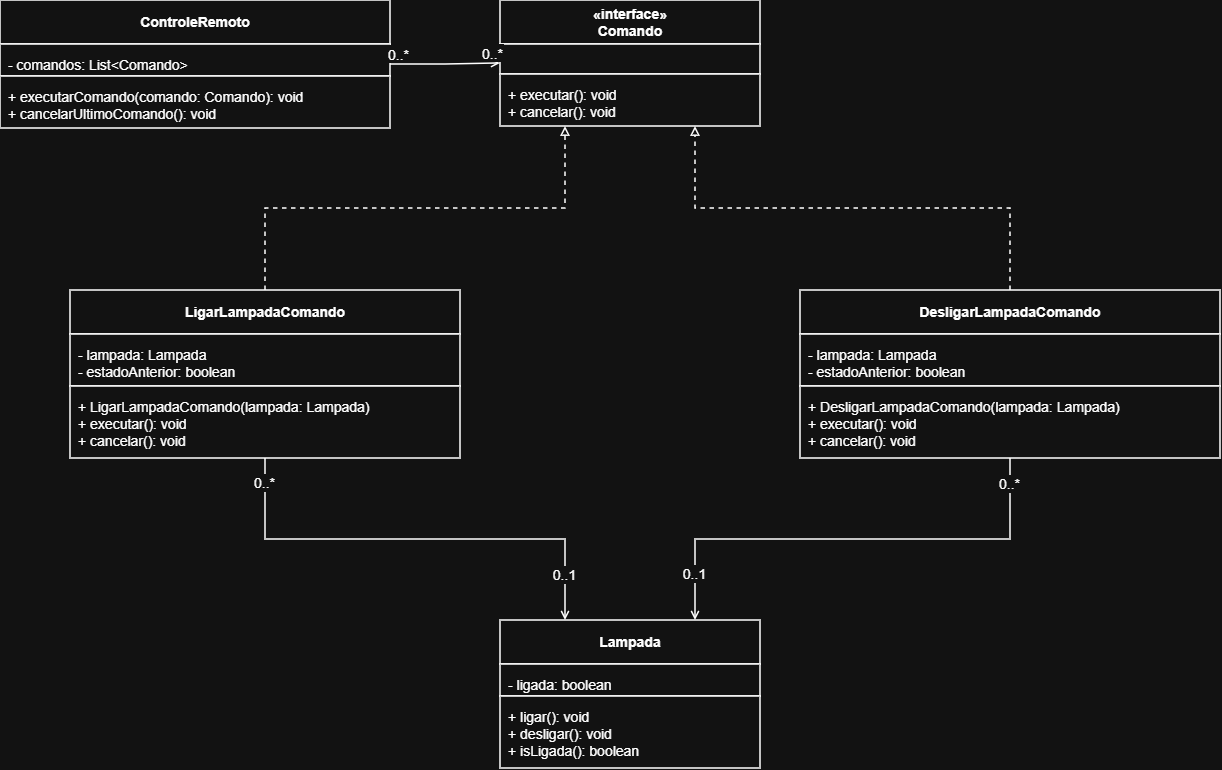 ControleRemoto
- comandos: List<Comando>
+ executarComando(comando: Comando): void
+ cancelarUltimoComando(): void
0..*
0..*
«interface»
Comando
+ executar(): void
+ cancelar(): void
LigarLampadaComando
- lampada: Lampada
- estadoAnterior: boolean
+ LigarLampadaComando(lampada: Lampada)
+ executar(): void
+ cancelar(): void
DesligarLampadaComando
- lampada: Lampada
- estadoAnterior: boolean
+ DesligarLampadaComando(lampada: Lampada)
+ executar(): void
+ cancelar(): void
0..*
0..*
0..1
0..1
Lampada
- ligada: boolean
+ ligar(): void
+ desligar(): void
+ isLigada(): boolean